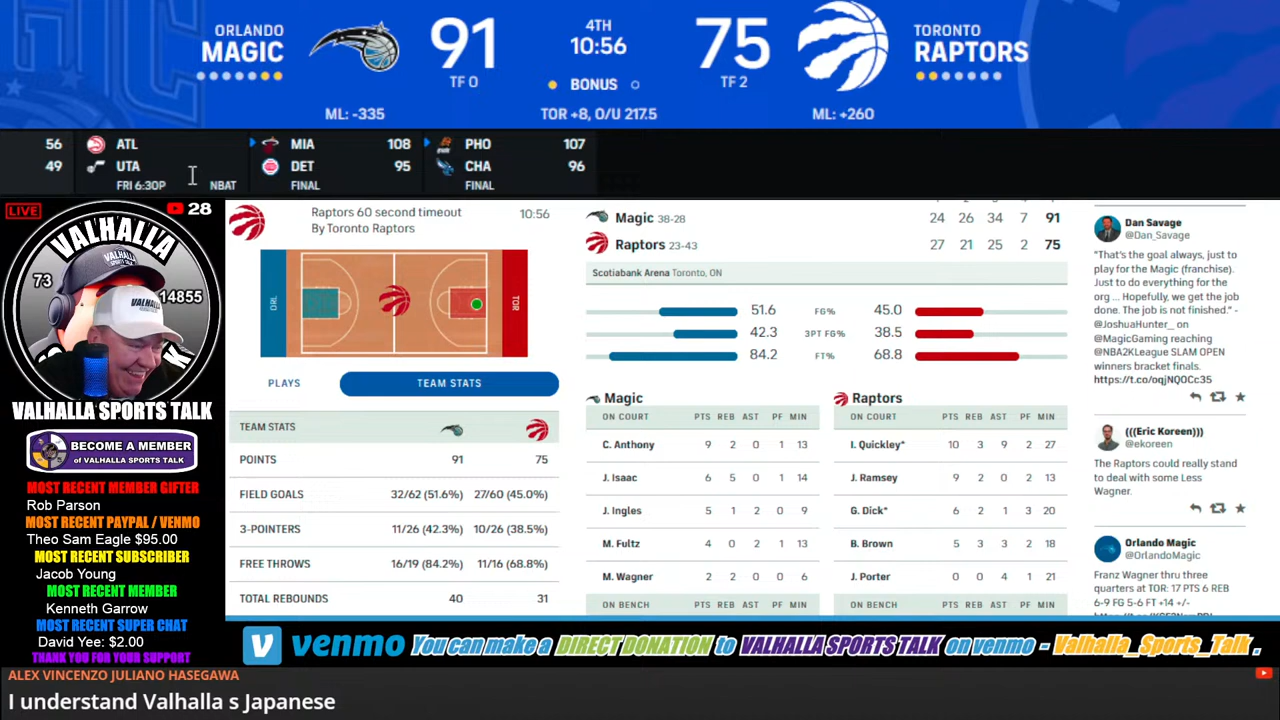 ORLANDO
MAGIC
91
TF 0
4TH
10:56
BONUS
75
TF 2
TORONTO
RAPTORS
ML: -335
TOR +8, O/U 217.5
ML: +260
56
49
ATL
UTA
FRI 6:30P NBAT
MIA 108
DET 95
FINAL
PHO 107
CHA 96
FINAL
LIVE
28
VALHALLA
73
14855
VALHALLA SPORTS TALK
BECOME A MEMBER
of VALHALLA SPORTS TALK
MOST RECENT MEMBER GIFTER
Rob Parson
MOST RECENT PAYPAL / VENMO
Theo Sam Eagle $95.00
MOST RECENT SUBSCRIBER
Jacob Young
MOST RECENT MEMBER
Kenneth Garrow
MOST RECENT SUPER CHAT
David Yee: $2.00
THANK YOU FOR YOUR SUPPORT
Raptors 60 second timeout 10:56
By Toronto Raptors
ORL
TOR
PLAYS TEAM STATS
TEAM STATS
POINTS 91 75
FIELD GOALS 32/62 (51.6%) 27/60 (45.0%)
3-POINTERS 11/26 (42.3%) 10/26 (38.5%)
FREE THROWS 16/19 (84.2%) 11/16 (68.8%)
TOTAL REBOUNDS 40 31
Magic 38-28 24 26 34 7 91
Raptors 23-43 27 21 25 2 75
Scotiabank Arena Toronto, ON
51.6 FG% 45.0
42.3 3PT FG% 38.5
84.2 FT% 68.8
Magic
ON COURT PTS REB AST PF MIN
C. Anthony 9 2 0 1 13
J. Isaac 6 5 0 1 14
J. Ingles 5 1 2 0 9
M. Fultz 4 0 2 1 13
M. Wagner 2 2 0 0 6
ON BENCH PTS REB AST PF MIN
Raptors
ON COURT PTS REB AST PF MIN
I. Quickley* 10 3 9 2 27
J. Ramsey 9 2 0 2 13
G. Dick* 6 2 1 3 20
B. Brown 5 3 3 2 18
J. Porter 0 0 4 1 21
ON BENCH PTS REB AST PF MIN
Dan Savage
@Dan_Savage
"That's the goal always, just to
play for the Magic (franchise).
Just to do everything for the
org ... Hopefully, we get the job
done. The job is not finished." -
@JoshuaHunter_ on
@MagicGaming reaching
@NBA2KLeague SLAM OPEN
winners bracket finals.
https://t.co/oqjNQOCc35
(((Eric Koreen)))
@ekoreen
The Raptors could really stand
to deal with some Less
Wagner.
Orlando Magic
@OrlandoMagic
Franz Wagner thru three
quarters at TOR: 17 PTS 6 REB
6-9 FG 5-6 FT +14 +/-
venmo You can make a DIRECT DONATION to VALHALLA SPORTS TALK on venmo - Valhalla_Sports_Talk .
ALEX VINCENZO JULIANO HASEGAWA
I understand Valhalla s Japanese